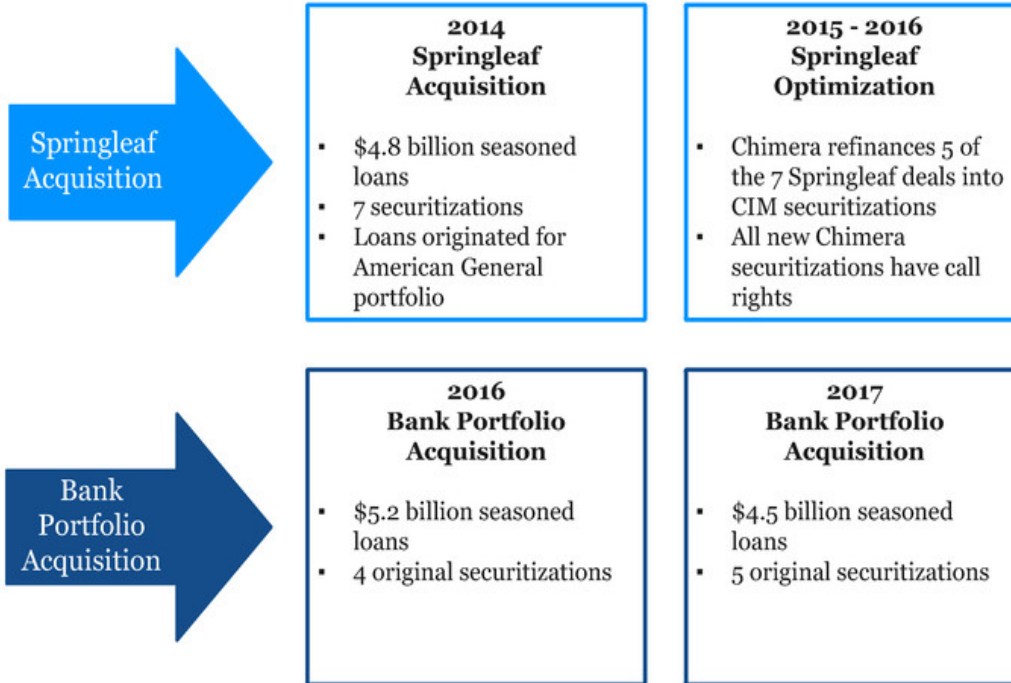 Springleaf
Acquisition
2014
Springleaf
Acquisition
▪ $4.8 billion seasoned
loans
▪ 7 securitizations
▪ Loans originated for
American General
portfolio
2015 - 2016
Springleaf
Optimization
▪ Chimera refinances 5 of
the 7 Springleaf deals into
CIM securitizations
▪ All new Chimera
securitizations have call
rights
Bank
Portfolio
Acquisition
2016
Bank Portfolio
Acquisition
▪ $5.2 billion seasoned
loans
▪ 4 original securitizations
2017
Bank Portfolio
Acquisition
▪ $4.5 billion seasoned
loans
▪ 5 original securitizations